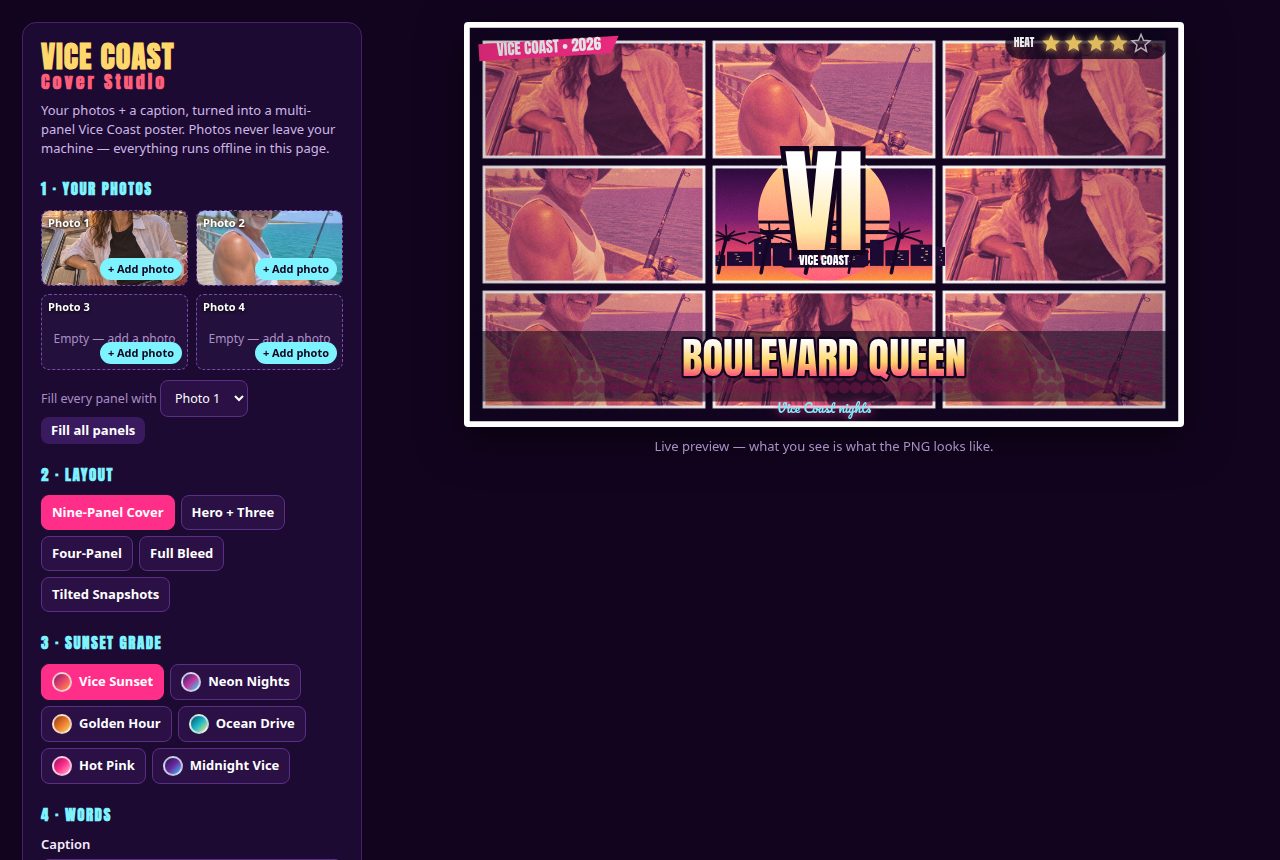 VICE COAST
Cover Studio
Your photos + a caption, turned into a multi-
panel Vice Coast poster. Photos never leave your
machine — everything runs offline in this page.
1 · YOUR PHOTOS
Photo 1
+ Add photo
Photo 2
+ Add photo
Photo 3
Empty — add a photo
+ Add photo
Photo 4
Empty — add a photo
+ Add photo
Fill every panel with Photo 1
Fill all panels
2 · LAYOUT
Nine-Panel Cover
Hero + Three
Four-Panel
Full Bleed
Tilted Snapshots
3 · SUNSET GRADE
Vice Sunset
Neon Nights
Golden Hour
Ocean Drive
Hot Pink
Midnight Vice
4 · WORDS
Caption
VICE COAST • 2026
HEAT
VI
VICE COAST
BOULEVARD QUEEN
Vice Coast nights
Live preview — what you see is what the PNG looks like.